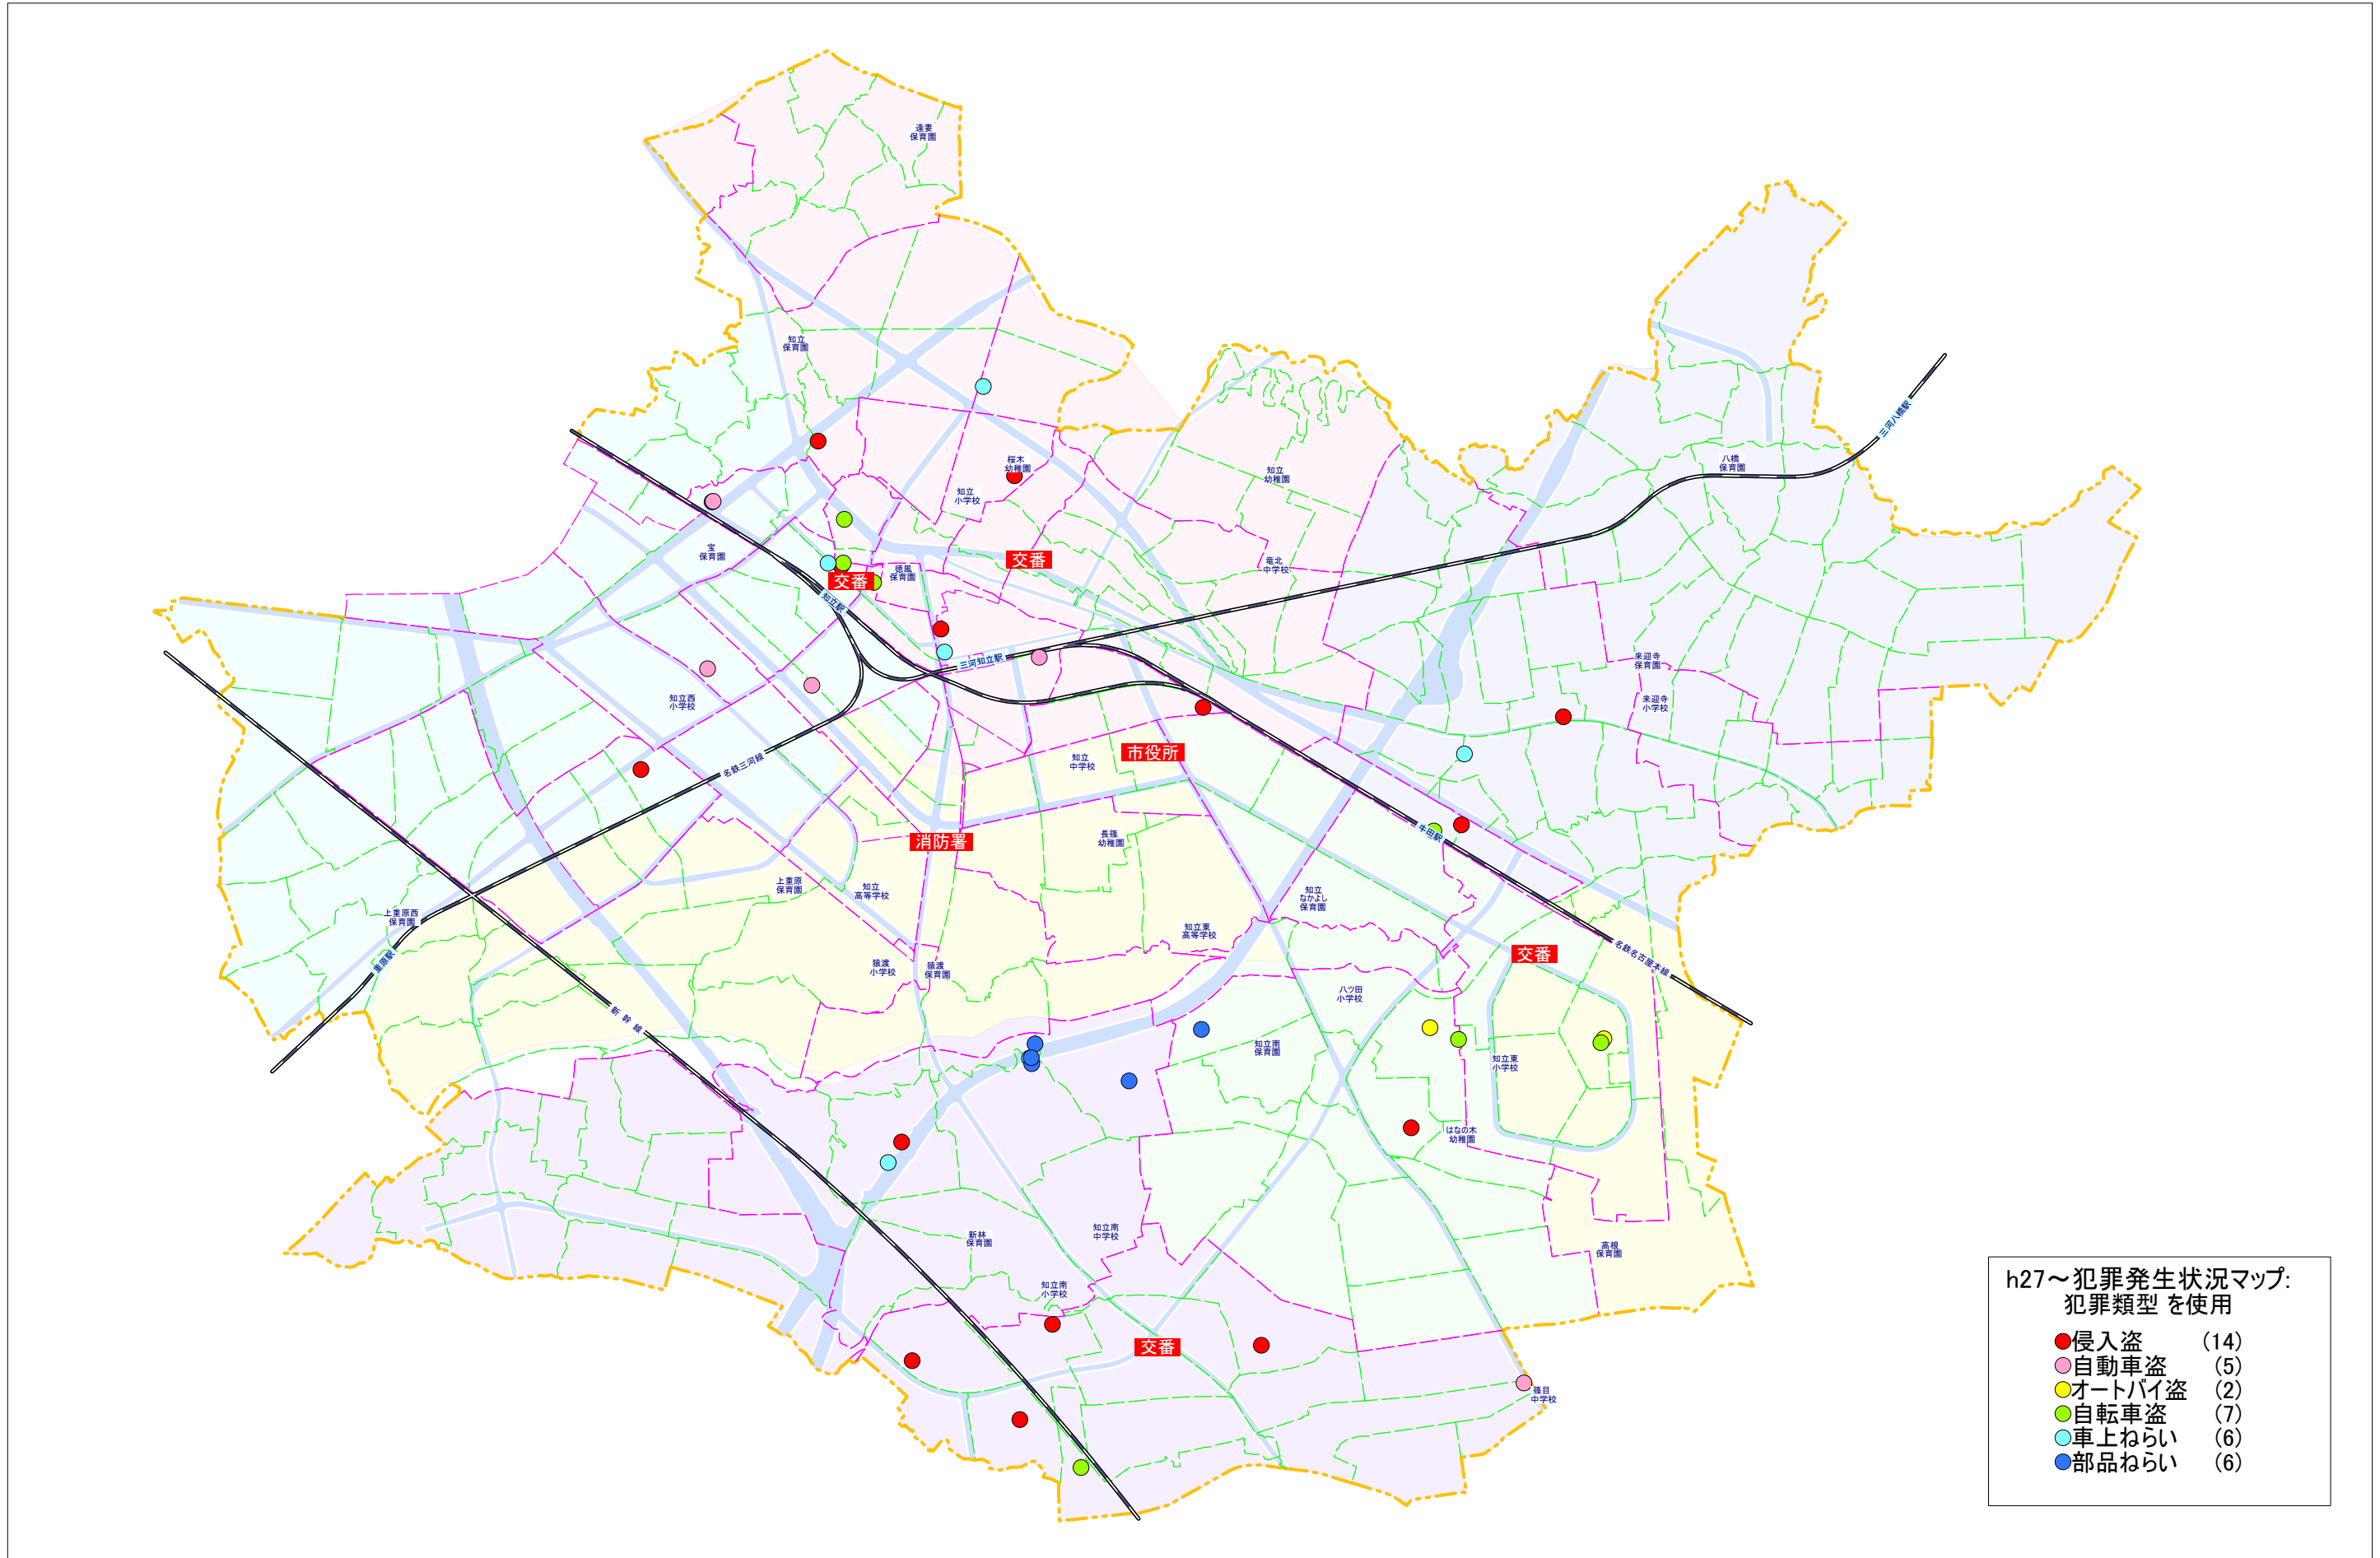 逢妻
保育園
知立
保育園
三河八橋駅
八橋
保育園
桜木
幼稚園
知立
幼稚園
知立
小学校
宝
保育園
交番
竜北
中学校
徳風
保育園
交番
知立駅
三河知立駅
来迎寺
保育園
知立西
小学校
来迎寺
小学校
市役所
知立
中学校
名鉄三河線
牛田駅
消防署
長篠
幼稚園
上重原
保育園
知立
高等学校
知立
なかよし
保育園
上重原西
保育園
知立東
高等学校
重原駅
猿渡
小学校
猿渡
保育園
交番
名鉄名古屋本線
八ツ田
小学校
新幹線
知立南
保育園
知立東
小学校
はなの木
幼稚園
知立南
中学校
新林
保育園
高根
保育園
知立南
小学校
交番
篠目
中学校
h27～犯罪発生状況マップ:
犯罪類型 を使用
侵入盗 (14)
自動車盗 (5)
オートバイ盗 (2)
自転車盗 (7)
車上ねらい (6)
部品ねらい (6)